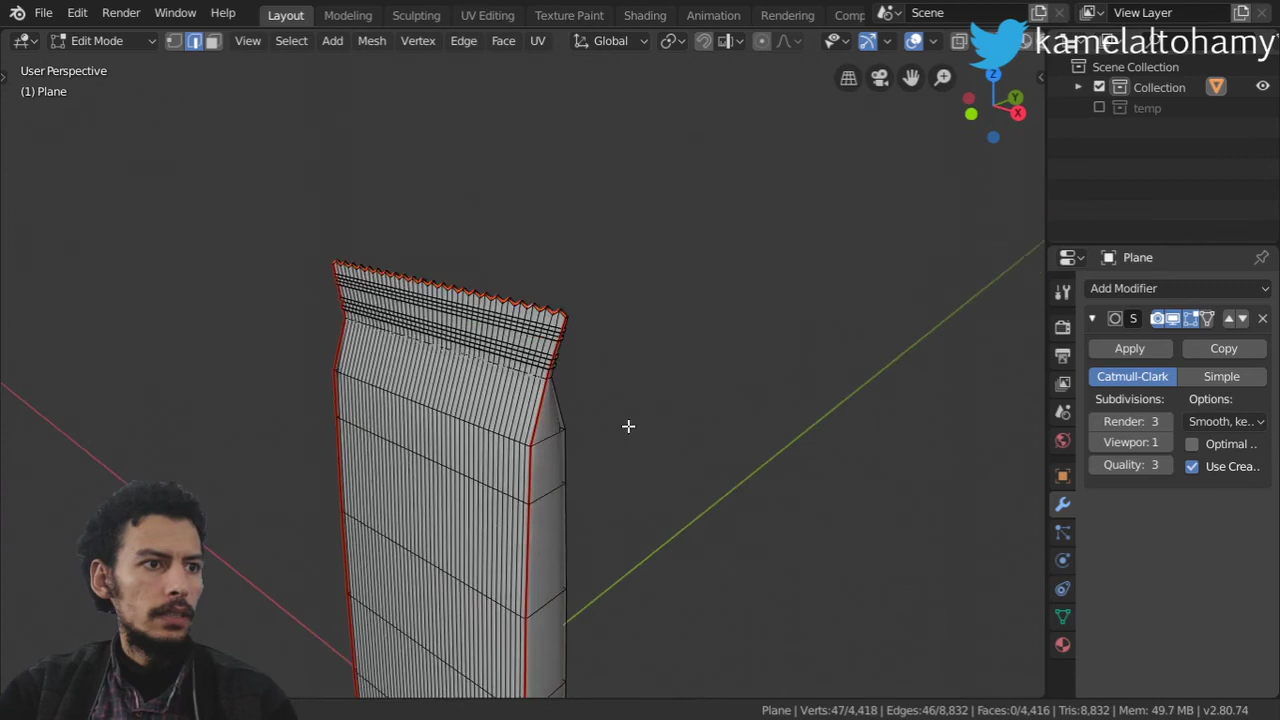 File Edit Render Window Help Layout Modeling Sculpting UV Editing Texture Paint Shading Animation Rendering Comp Scene View Layer
Edit Mode View Select Add Mesh Vertex Edge Face UV Global kamelaltohamy
User Perspective
(1) Plane
Z
Y
X
Scene Collection
Collection
temp
Plane
Add Modifier
S
Apply Copy
Catmull-Clark Simple
Subdivisions: Options:
Render: 3 Smooth, ke..
Viewpor: 1 Optimal ..
Quality: 3 Use Crea..
Plane | Verts:47/4,418 | Edges:46/8,832 | Faces:0/4,416 | Tris:8,832 | Mem: 49.7 MB | v2.80.74